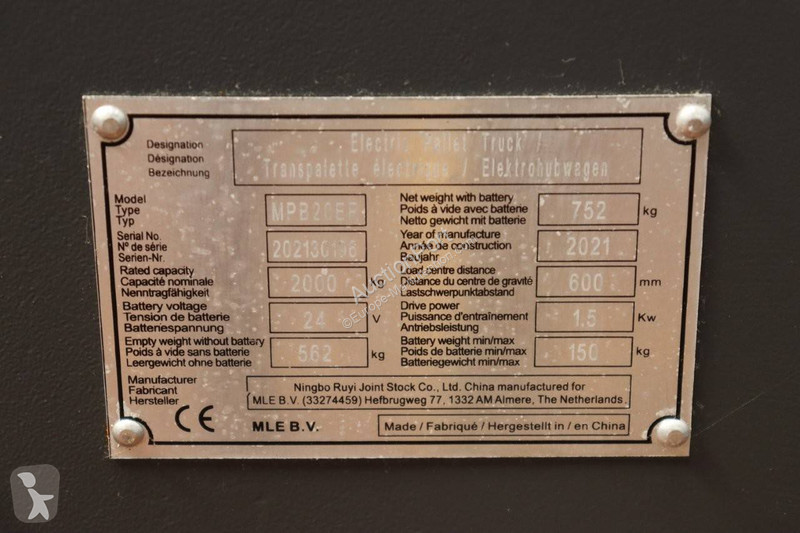 Designation
Désignation
Bezeichnung
Electric Pallet Truck /
Transpalette électrique / Elektrohubwagen
Model
Type
Typ
MPB20EP
Net weight with battery
Poids à vide avec batterie
Netto gewicht mit batterie
752 kg
Serial No.
N° de série
Serien-Nr.
Year of manufacture
Année de construction
Baujahr
2021
Rated capacity
Capacité nominale
Nenntragfähigkeit
2000 kg
Load centre distance
Distance du centre de gravité
Lastschwerpunktabstand
600 mm
Battery voltage
Tension de batterie
Batteriespannung
24 V
Drive power
Puissance d'entraînement
Antriebsleistung
1.5 Kw
Empty weight without battery
Poids à vide sans batterie
Leergewicht ohne batterie
562 kg
Battery weight min/max
Poids de batterie min/max
Batteriegewicht min/max
150 kg
Manufacturer
Fabricant
Hersteller
Ningbo Ruyi Joint Stock Co., Ltd. China manufactured for
MLE B.V. (33274459) Hefbrugweg 77, 1332 AM Almere, The Netherlands
CE MLE B.V.
Made / Fabriqué / Hergestellt in / en China